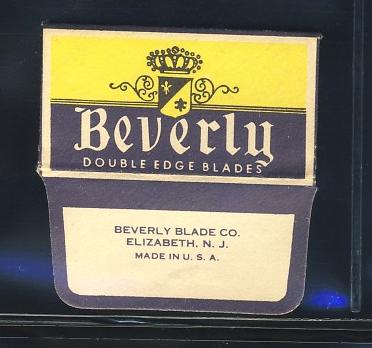 Beverly
DOUBLE EDGE BLADES
BEVERLY BLADE CO.
ELIZABETH, N. J.
MADE IN U. S. A.